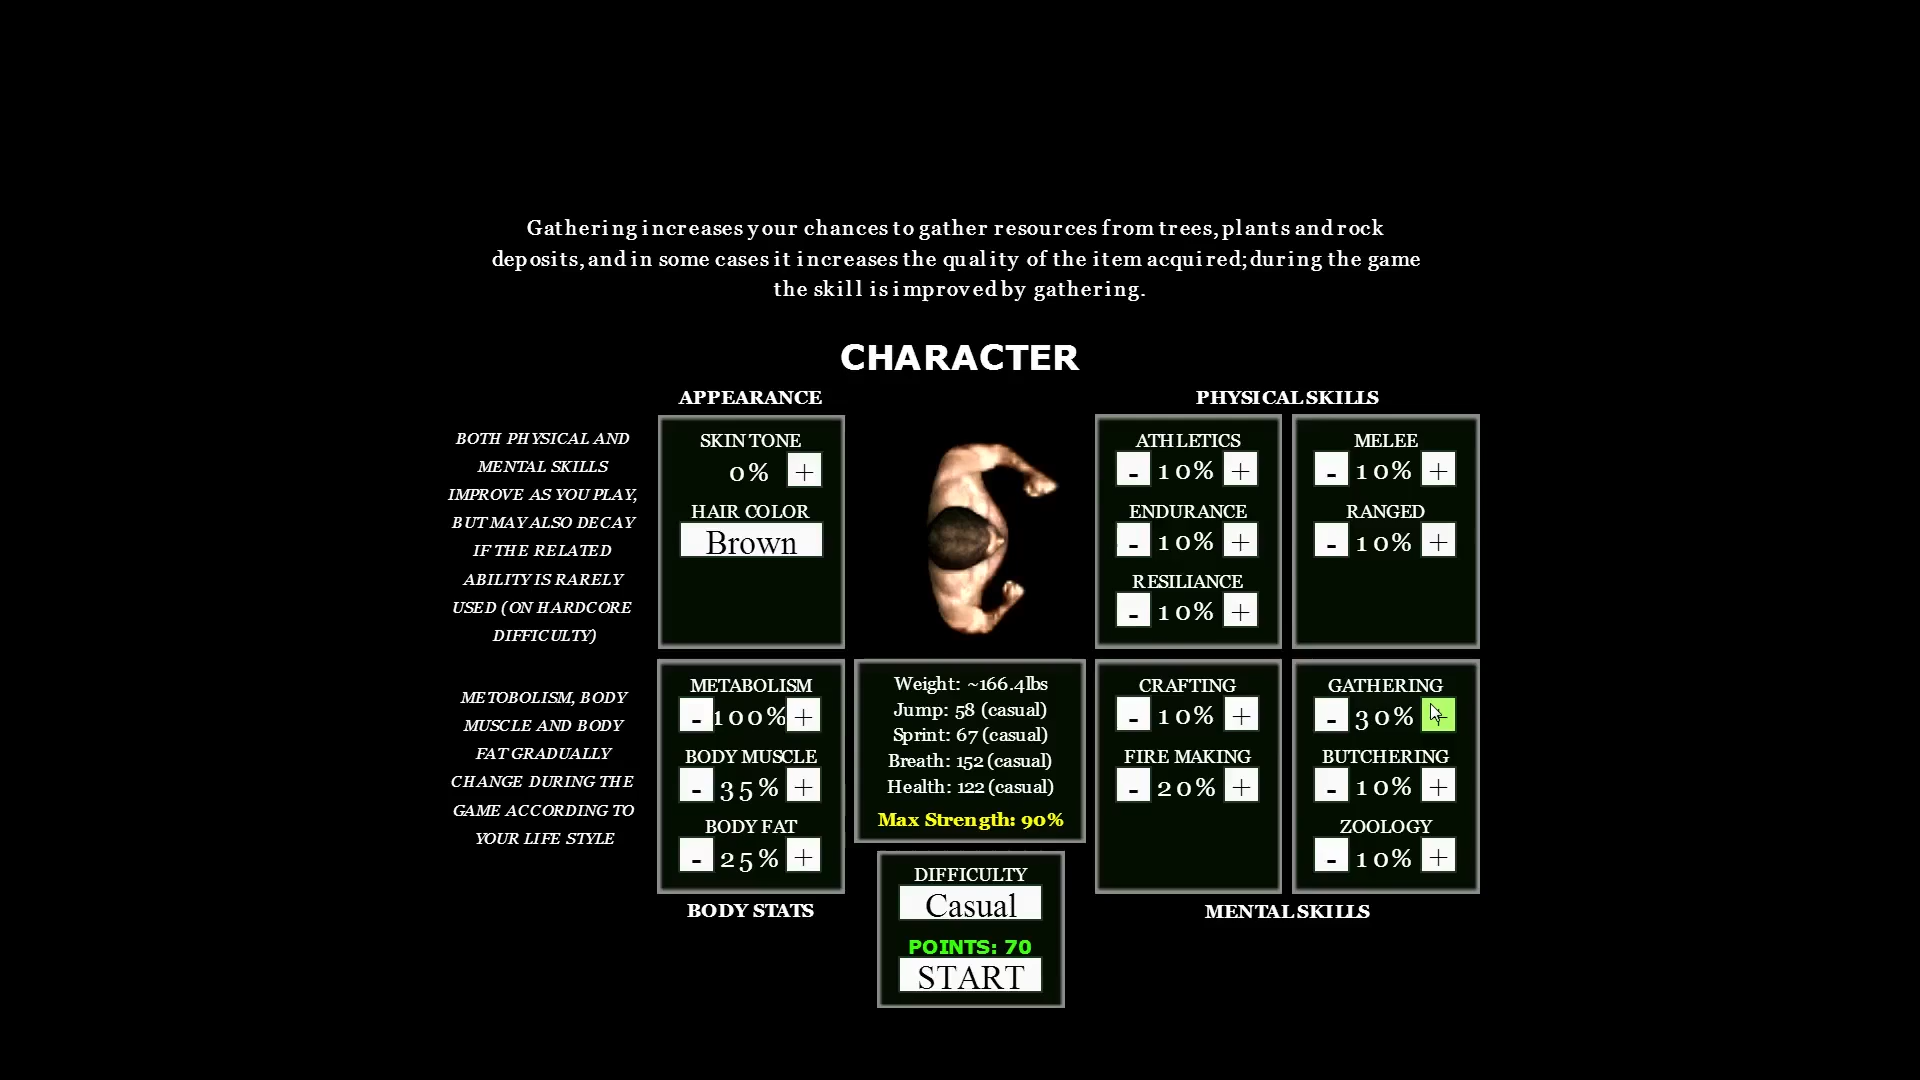 Gathering increases your chances to gather resources from trees, plants and rock
deposits, and in some cases it increases the quality of the item acquired; during the game
the skill is improved by gathering.
CHARACTER
APPEARANCE
PHYSICAL SKILLS
BOTH PHYSICAL AND
MENTAL SKILLS
IMPROVE AS YOU PLAY,
BUT MAY ALSO DECAY
IF THE RELATED
ABILITY IS RARELY
USED (ON HARDCORE
DIFFICULTY)
SKIN TONE
0% +
HAIR COLOR
Brown
ATHLETICS
- 10% +
ENDURANCE
- 10% +
RESILIANCE
- 10% +
MELEE
- 10% +
RANGED
- 10% +
METOBOLISM, BODY
MUSCLE AND BODY
FAT GRADUALLY
CHANGE DURING THE
GAME ACCORDING TO
YOUR LIFE STYLE
METABOLISM
- 100% +
BODY MUSCLE
- 35% +
BODY FAT
- 25% +
BODY STATS
Weight: ~166.4lbs
Jump: 58 (casual)
Sprint: 67 (casual)
Breath: 152 (casual)
Health: 122 (casual)
Max Strength: 90%
DIFFICULTY
Casual
POINTS: 70
START
CRAFTING
- 10% +
FIRE MAKING
- 20% +
GATHERING
- 30% +
BUTCHERING
- 10% +
ZOOLOGY
- 10% +
MENTAL SKILLS